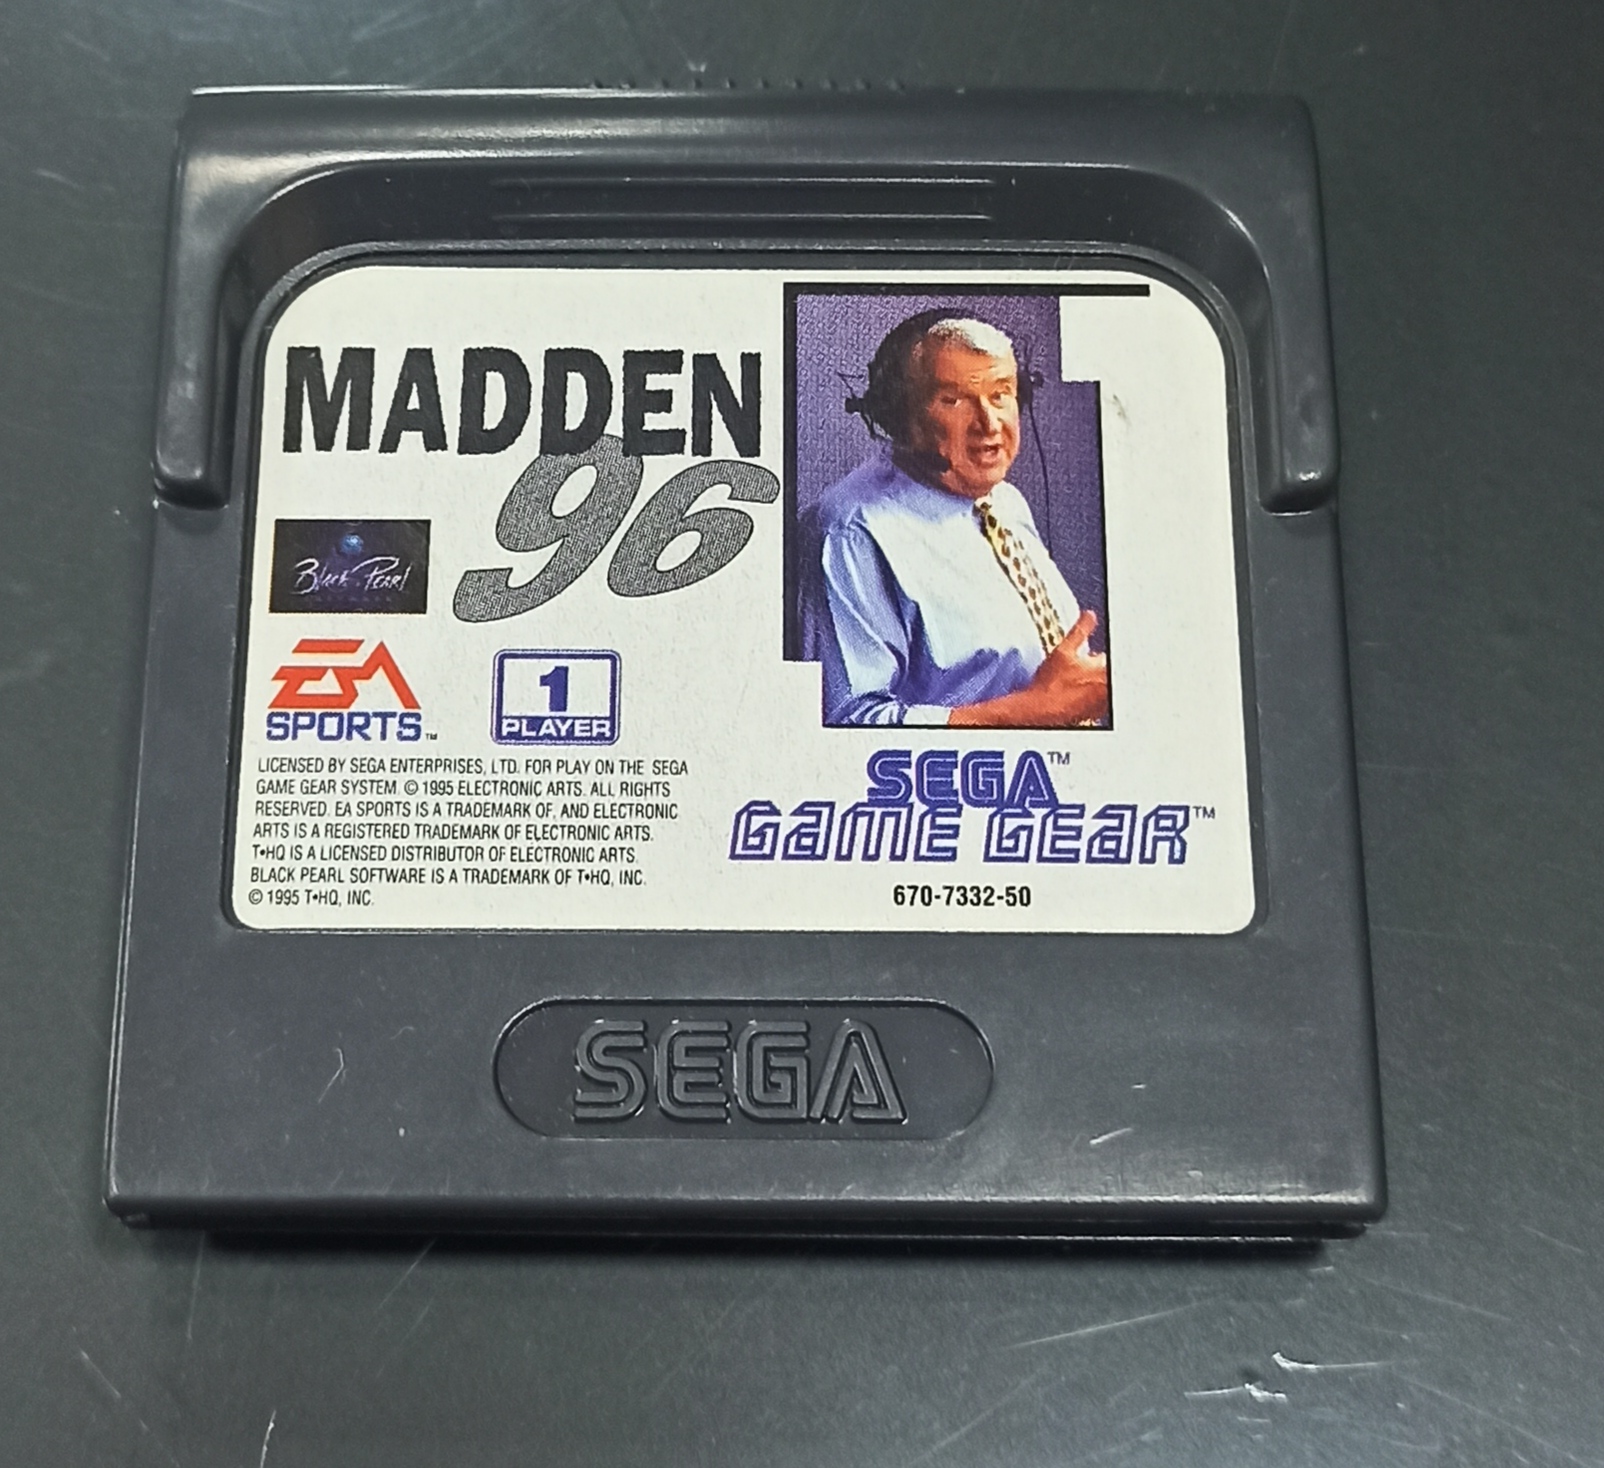 MADDEN
96
Black Pearl
EA
SPORTS™
1
PLAYER
LICENSED BY SEGA ENTERPRISES, LTD. FOR PLAY ON THE SEGA
GAME GEAR SYSTEM. © 1995 ELECTRONIC ARTS. ALL RIGHTS
RESERVED. EA SPORTS IS A TRADEMARK OF, AND ELECTRONIC
ARTS IS A REGISTERED TRADEMARK OF ELECTRONIC ARTS.
T•HQ IS A LICENSED DISTRIBUTOR OF ELECTRONIC ARTS.
BLACK PEARL SOFTWARE IS A TRADEMARK OF T•HQ, INC.
© 1995 T•HQ, INC.
SEGA™
GAME GEAR™
670-7332-50
SEGA